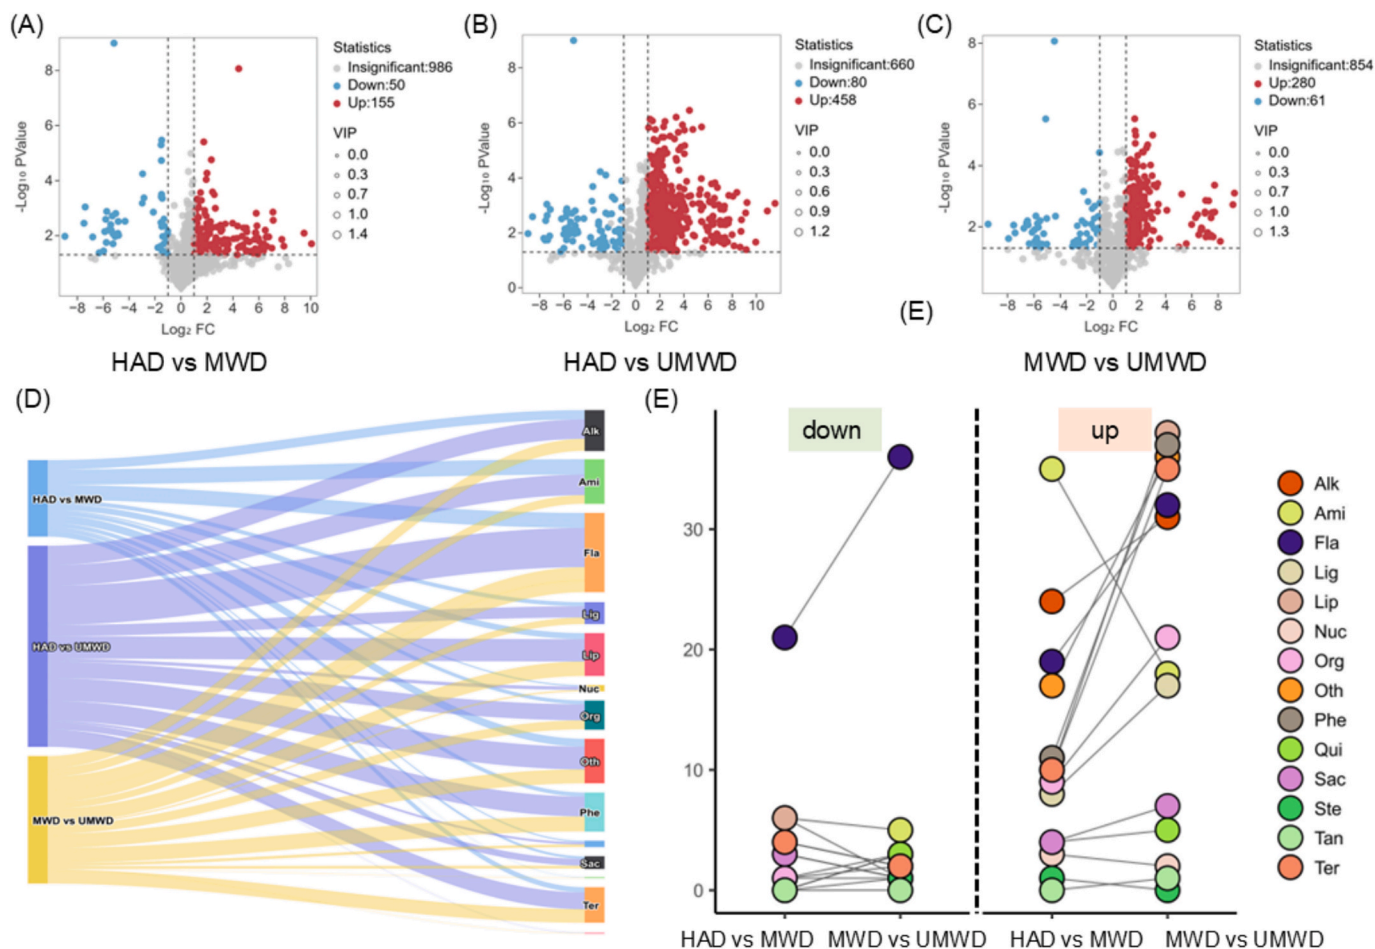 (A)
(B)
(C)
Statistics
Insignificant:986
Down:50
Up:155
VIP
0.0
0.3
0.7
1.0
1.4
-Log₁₀ PValue
8
6
4
2
−8 −6 −4 −2 0 2 4 6 8 10
Log₂ FC
HAD vs MWD
Statistics
Insignificant:660
Down:80
Up:458
VIP
0.0
0.3
0.6
0.9
1.2
-Log₁₀ PValue
8
6
4
2
0
−8 −6 −4 −2 0 2 4 6 8 10
Log₂ FC
HAD vs UMWD
Statistics
Insignificant:854
Up:280
Down:61
VIP
0.0
0.3
0.7
1.0
1.3
-Log₁₀ PValue
8
6
4
2
−8 −6 −4 −2 0 2 4 6 8
Log₂ FC
(E)
MWD vs UMWD
(D)
HAD vs MWD
HAD vs UMWD
MWD vs UMWD
Alk
Ami
Fla
Lig
Lip
Nuc
Org
Oth
Phe
Sac
Ter
(E)
down
up
30
20
10
0
HAD vs MWD
MWD vs UMWD
HAD vs MWD
MWD vs UMWD
Alk
Ami
Fla
Lig
Lip
Nuc
Org
Oth
Phe
Qui
Sac
Ste
Tan
Ter